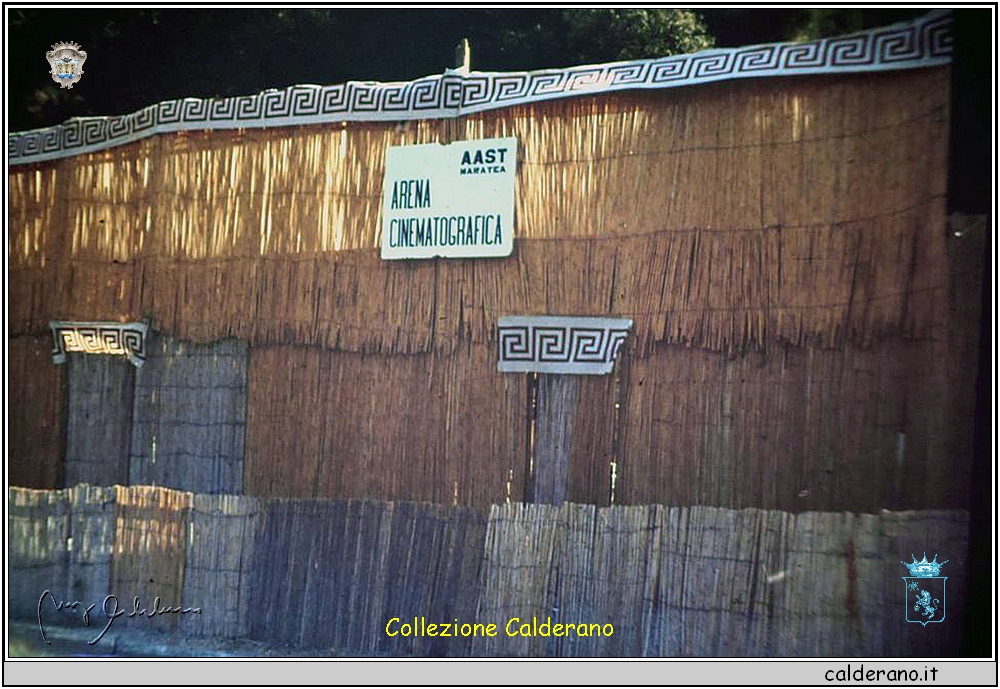 AAST
MARATEA
ARENA
CINEMATOGRAFICA
Collezione Calderano
calderano.it